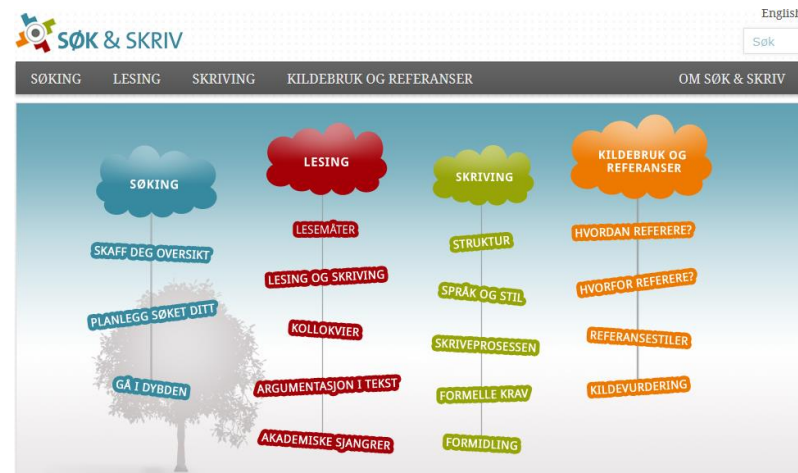 English
SØK & SKRIV
Søk
SØKING LESING SKRIVING KILDEBRUK OG REFERANSER OM SØK & SKRIV
SØKING
SKAFF DEG OVERSIKT
PLANLEGG SØKET DITT
GÅ I DYBDEN
LESING
LESEMÅTER
LESING OG SKRIVING
KOLLOKVIER
ARGUMENTASJON I TEKST
AKADEMISKE SJANGRER
SKRIVING
STRUKTUR
SPRÅK OG STIL
SKRIVEPROSESSEN
FORMELLE KRAV
FORMIDLING
KILDEBRUK OG
REFERANSER
HVORDAN REFERERE?
HVORFOR REFERERE?
REFERANSESTILER
KILDEVURDERING